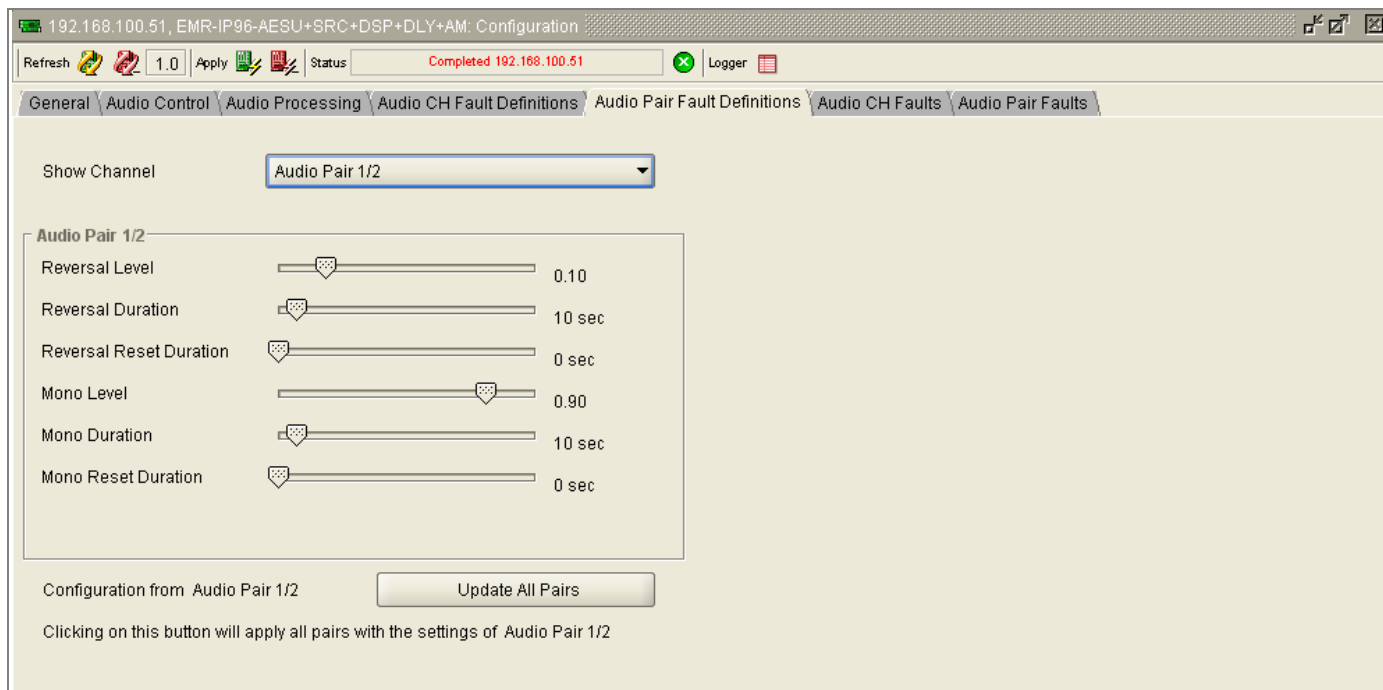 192.168.100.51, EMR-IP96-AESU+SRC+DSP+DLY+AM: Configuration
Refresh 1.0 Apply Status Completed 192.168.100.51 Logger
General Audio Control Audio Processing Audio CH Fault Definitions Audio Pair Fault Definitions Audio CH Faults Audio Pair Faults
Show Channel Audio Pair 1/2
Audio Pair 1/2
Reversal Level 0.10
Reversal Duration 10 sec
Reversal Reset Duration 0 sec
Mono Level 0.90
Mono Duration 10 sec
Mono Reset Duration 0 sec
Configuration from Audio Pair 1/2 Update All Pairs
Clicking on this button will apply all pairs with the settings of Audio Pair 1/2